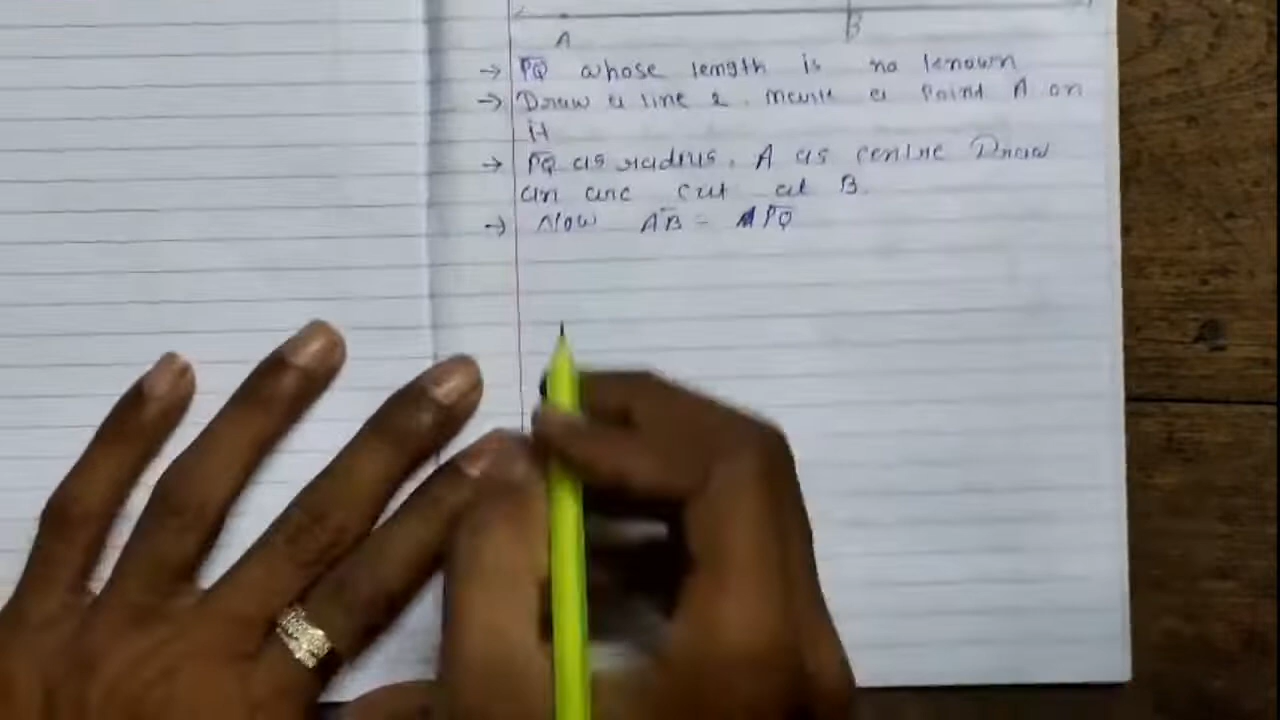 A B
→ PQ whose length is no known
→ Draw a line & mark a point A on
it
→ PQ as radius, A as centre Draw
an arc cut at B.
→ Now AB = PQ